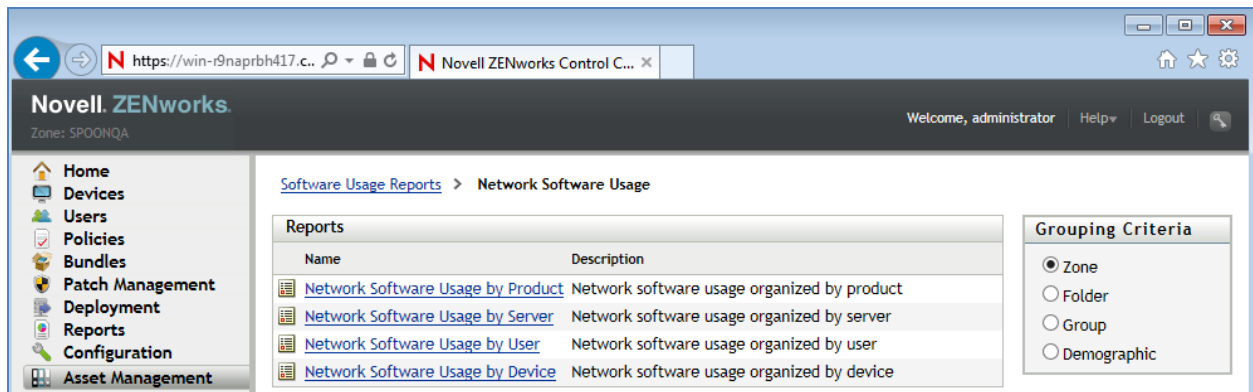 https://win-r9naprbh417.c..
Novell ZENworks Control C...
Novell. ZENworks.
Zone: SPOONQA
Welcome, administrator
Help
Logout
Home
Devices
Users
Policies
Bundles
Patch Management
Deployment
Reports
Configuration
Asset Management
Software Usage Reports > Network Software Usage
Reports
Name Description
Network Software Usage by Product Network software usage organized by product
Network Software Usage by Server Network software usage organized by server
Network Software Usage by User Network software usage organized by user
Network Software Usage by Device Network software usage organized by device
Grouping Criteria
Zone
Folder
Group
Demographic